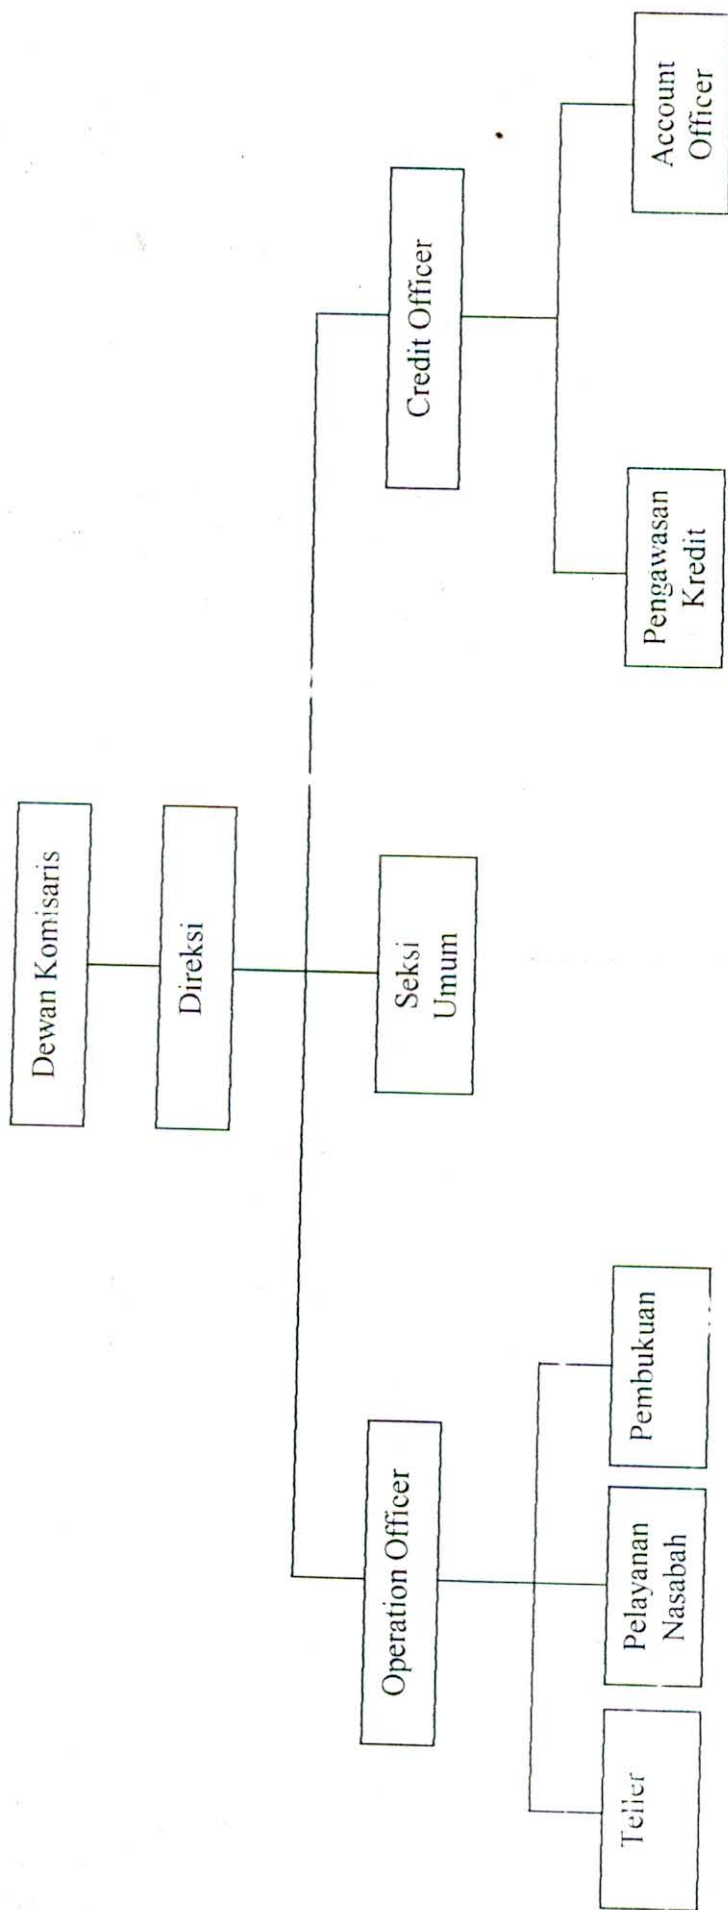 Dewan Komisaris
Direksi
Operation Officer
Seksi
Umum
Credit Officer
Teller
Pelayanan
Nasabah
Pembukuan
Pengawasan
Kredit
Account
Officer